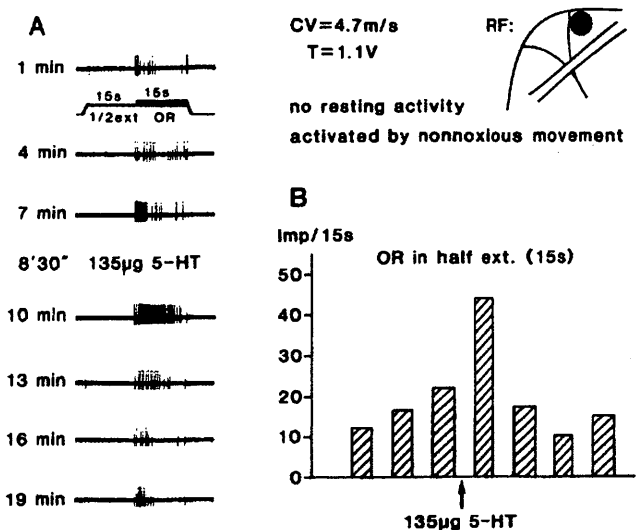 A
1 min
15s 15s
1/2ext OR
4 min
7 min
8'30" 135µg 5-HT
10 min
13 min
16 min
19 min
CV=4.7m/s
T=1.1V
RF:
no resting activity
activated by nonnoxious movement
B
Imp/15s
OR in half ext. (15s)
50
40
30
20
10
0
135µg 5-HT